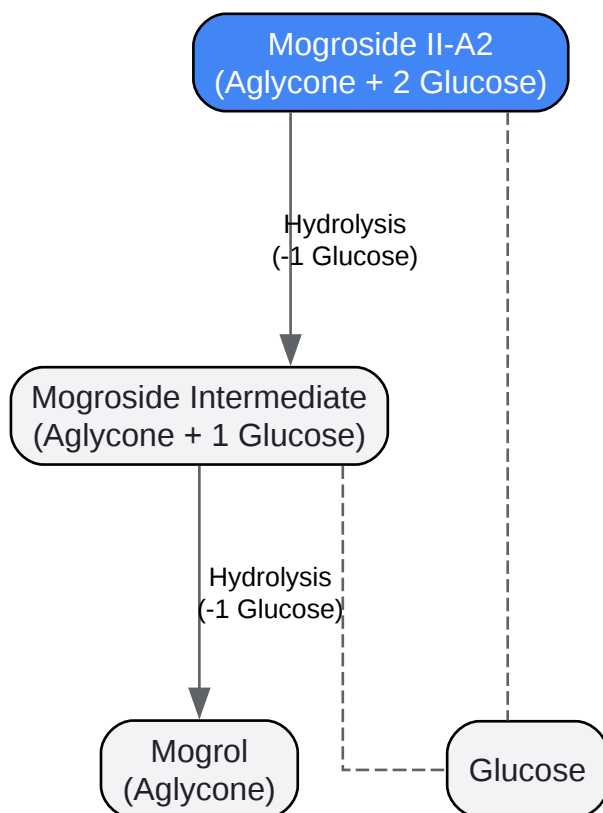 Mogroside II-A2
(Aglycone + 2 Glucose)
Hydrolysis
(-1 Glucose)
Mogroside Intermediate
(Aglycone + 1 Glucose)
Hydrolysis
(-1 Glucose)
Mogrol
(Aglycone)
Glucose